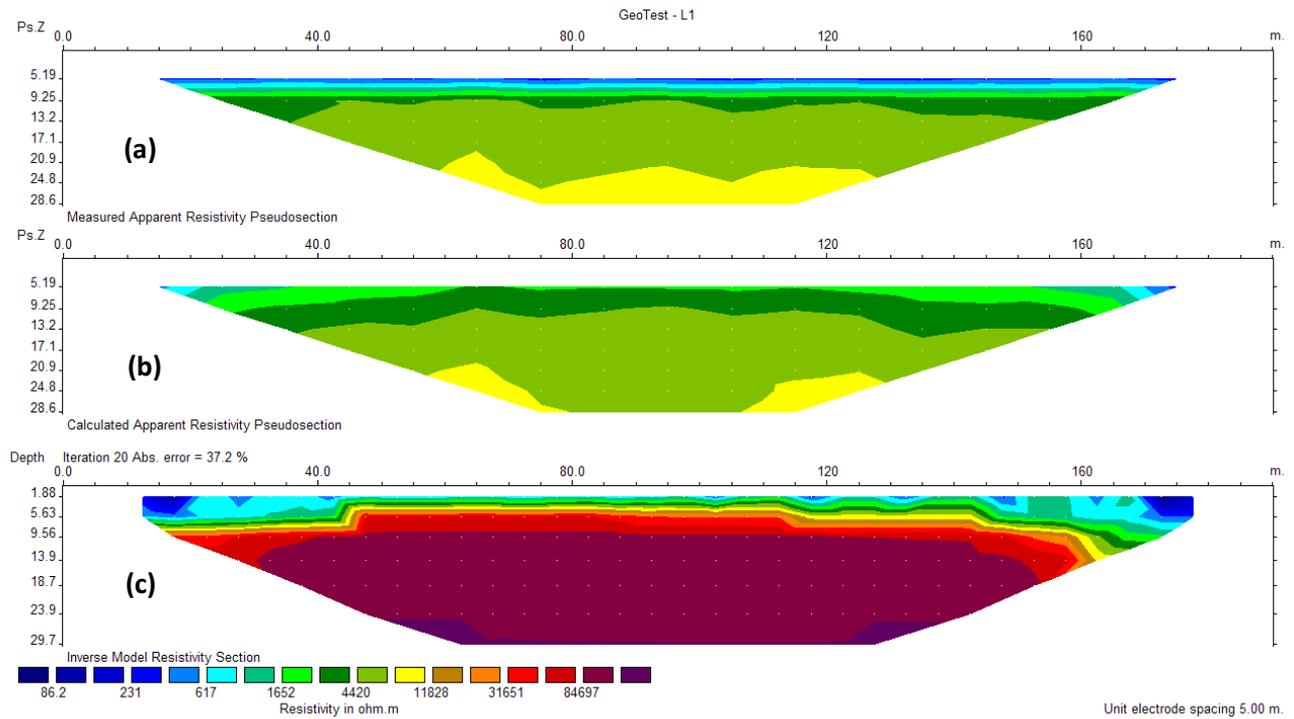 GeoTest - L1
Ps.Z 0.0 40.0 80.0 120 160 m.
5.19
9.25
13.2
17.1
20.9
24.8
28.6
(a)
Measured Apparent Resistivity Pseudosection
Ps.Z 0.0 40.0 80.0 120 160 m.
5.19
9.25
13.2
17.1
20.9
24.8
28.6
(b)
Calculated Apparent Resistivity Pseudosection
Depth Iteration 20 Abs. error = 37.2 %
0.0 40.0 80.0 120 160 m.
1.88
5.63
9.56
13.9
18.7
23.9
29.7
(c)
Inverse Model Resistivity Section
86.2 231 617 1652 4420 11828 31651 84697
Resistivity in ohm.m
Unit electrode spacing 5.00 m.